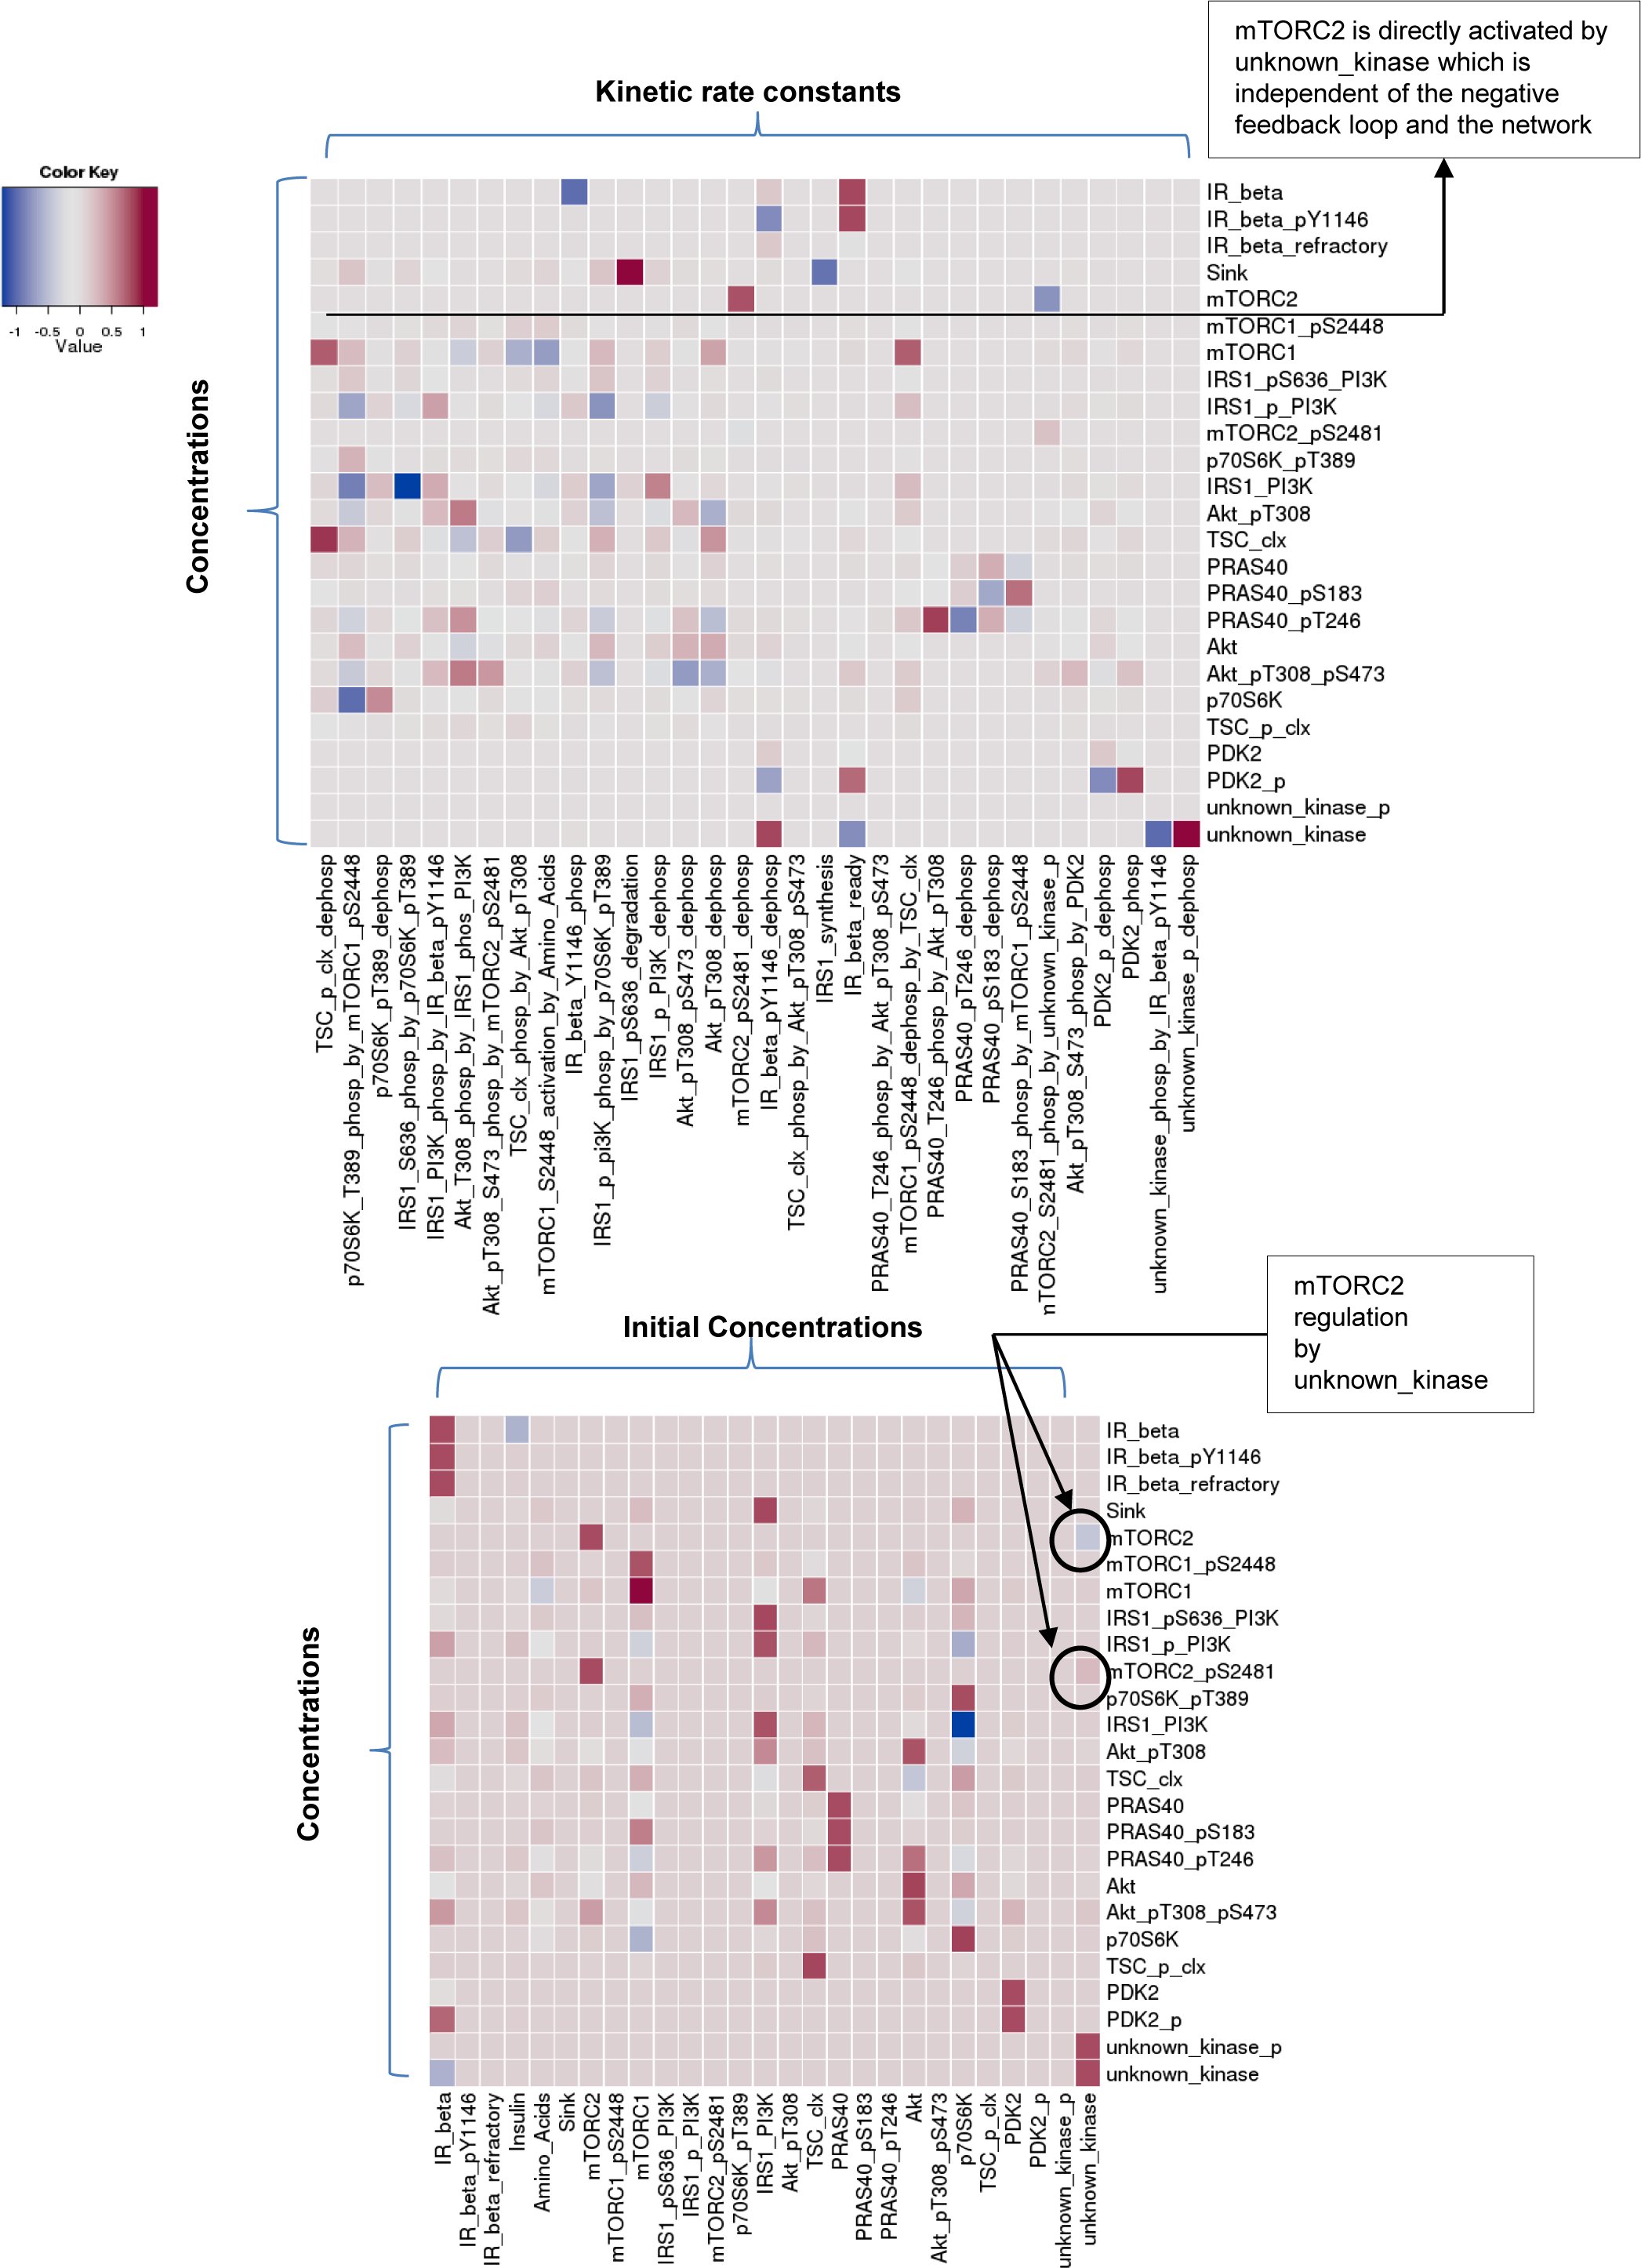 mTORC2 is directly activated by
unknown_kinase which is
independent of the negative
feedback loop and the network
Kinetic rate constants
Color Key
-1 -0.5 0 0.5 1
Value
Concentrations
IR_beta
IR_beta_pY1146
IR_beta_refractory
Sink
mTORC2
mTORC1_pS2448
mTORC1
IRS1_pS636_PI3K
IRS1_p_PI3K
mTORC2_pS2481
p70S6K_pT389
IRS1_PI3K
Akt_pT308
TSC_clx
PRAS40
PRAS40_pS183
PRAS40_pT246
Akt
Akt_pT308_pS473
p70S6K
TSC_p_clx
PDK2
PDK2_p
unknown_kinase_p
unknown_kinase
TSC_p_clx_dephosp
p70S6K_T389_phosp_by_mTORC1_pS2448
p70S6K_pT389_dephosp
IRS1_S636_phosp_by_p70S6K_pT389
IRS1_PI3K_phosp_by_IR_beta_pY1146
Akt_T308_phosp_by_IRS1_phos_PI3K
Akt_pT308_S473_phosp_by_mTORC2_pS2481
TSC_clx_phosp_by_Akt_pT308
mTORC1_S2448_activation_by_Amino_Acids
IR_beta_Y1146_phosp
IRS1_p_pi3K_phosp_by_p70S6K_pT389
IRS1_pS636_degradation
IRS1_p_PI3K_dephosp
Akt_pT308_pS473_dephosp
Akt_pT308_dephosp
mTORC2_pS2481_dephosp
IR_beta_pY1146_dephosp
TSC_clx_phosp_by_Akt_pT308_pS473
IRS1_synthesis
IR_beta_ready
PRAS40_T246_phosp_by_Akt_pT308_pS473
mTORC1_pS2448_dephosp_by_TSC_clx
PRAS40_T246_phosp_by_Akt_pT308
PRAS40_pT246_dephosp
PRAS40_pS183_dephosp
PRAS40_S183_phosp_by_mTORC1_pS2448
nTORC2_S2481_phosp_by_unknown_kinase_p
Akt_pT308_S473_phosp_by_PDK2
PDK2_p_dephosp
PDK2_phosp
unknown_kinase_phosp_by_IR_beta_pY1146
unknown_kinase_p_dephosp
mTORC2
regulation
by
unknown_kinase
Initial Concentrations
Concentrations
IR_beta
IR_beta_pY1146
IR_beta_refractory
Sink
mTORC2
mTORC1_pS2448
mTORC1
IRS1_pS636_PI3K
IRS1_p_PI3K
mTORC2_pS2481
p70S6K_pT389
IRS1_PI3K
Akt_pT308
TSC_clx
PRAS40
PRAS40_pS183
PRAS40_pT246
Akt
Akt_pT308_pS473
p70S6K
TSC_p_clx
PDK2
PDK2_p
unknown_kinase_p
unknown_kinase
IR_beta
IR_beta_pY1146
IR_beta_refractory
Insulin
Amino_Acids
Sink
mTORC2
mTORC1_pS2448
mTORC1
IRS1_pS636_PI3K
IRS1_p_PI3K
mTORC2_pS2481
p70S6K_pT389
IRS1_PI3K
Akt_pT308
TSC_clx
PRAS40
PRAS40_pS183
PRAS40_pT246
Akt
Akt_pT308_pS473
p70S6K
TSC_p_clx
PDK2
PDK2_p
unknown_kinase_p
unknown_kinase